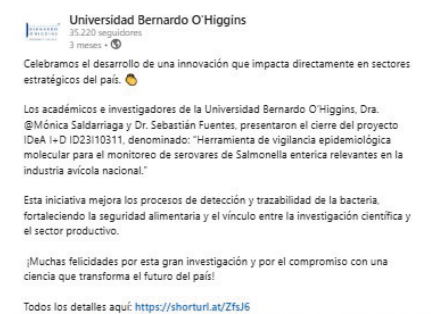 BERNARDO
O'HIGGINS
Universidad Bernardo O'Higgins
35.220 seguidores
3 meses •
Celebramos el desarrollo de una innovación que impacta directamente en sectores
estratégicos del país. 👏
Los académicos e investigadores de la Universidad Bernardo O'Higgins, Dra.
@Mónica Saldarriaga y Dr. Sebastián Fuentes, presentaron el cierre del proyecto
IDeA I+D ID23I10311, denominado: "Herramienta de vigilancia epidemiológica
molecular para el monitoreo de serovares de Salmonella enterica relevantes en la
industria avícola nacional."
Esta iniciativa mejora los procesos de detección y trazabilidad de la bacteria,
fortaleciendo la seguridad alimentaria y el vínculo entre la investigación científica y
el sector productivo.
¡Muchas felicidades por esta gran investigación y por el compromiso con una
ciencia que transforma el futuro del país!
Todos los detalles aquí: https://shorturl.at/ZfsJ6